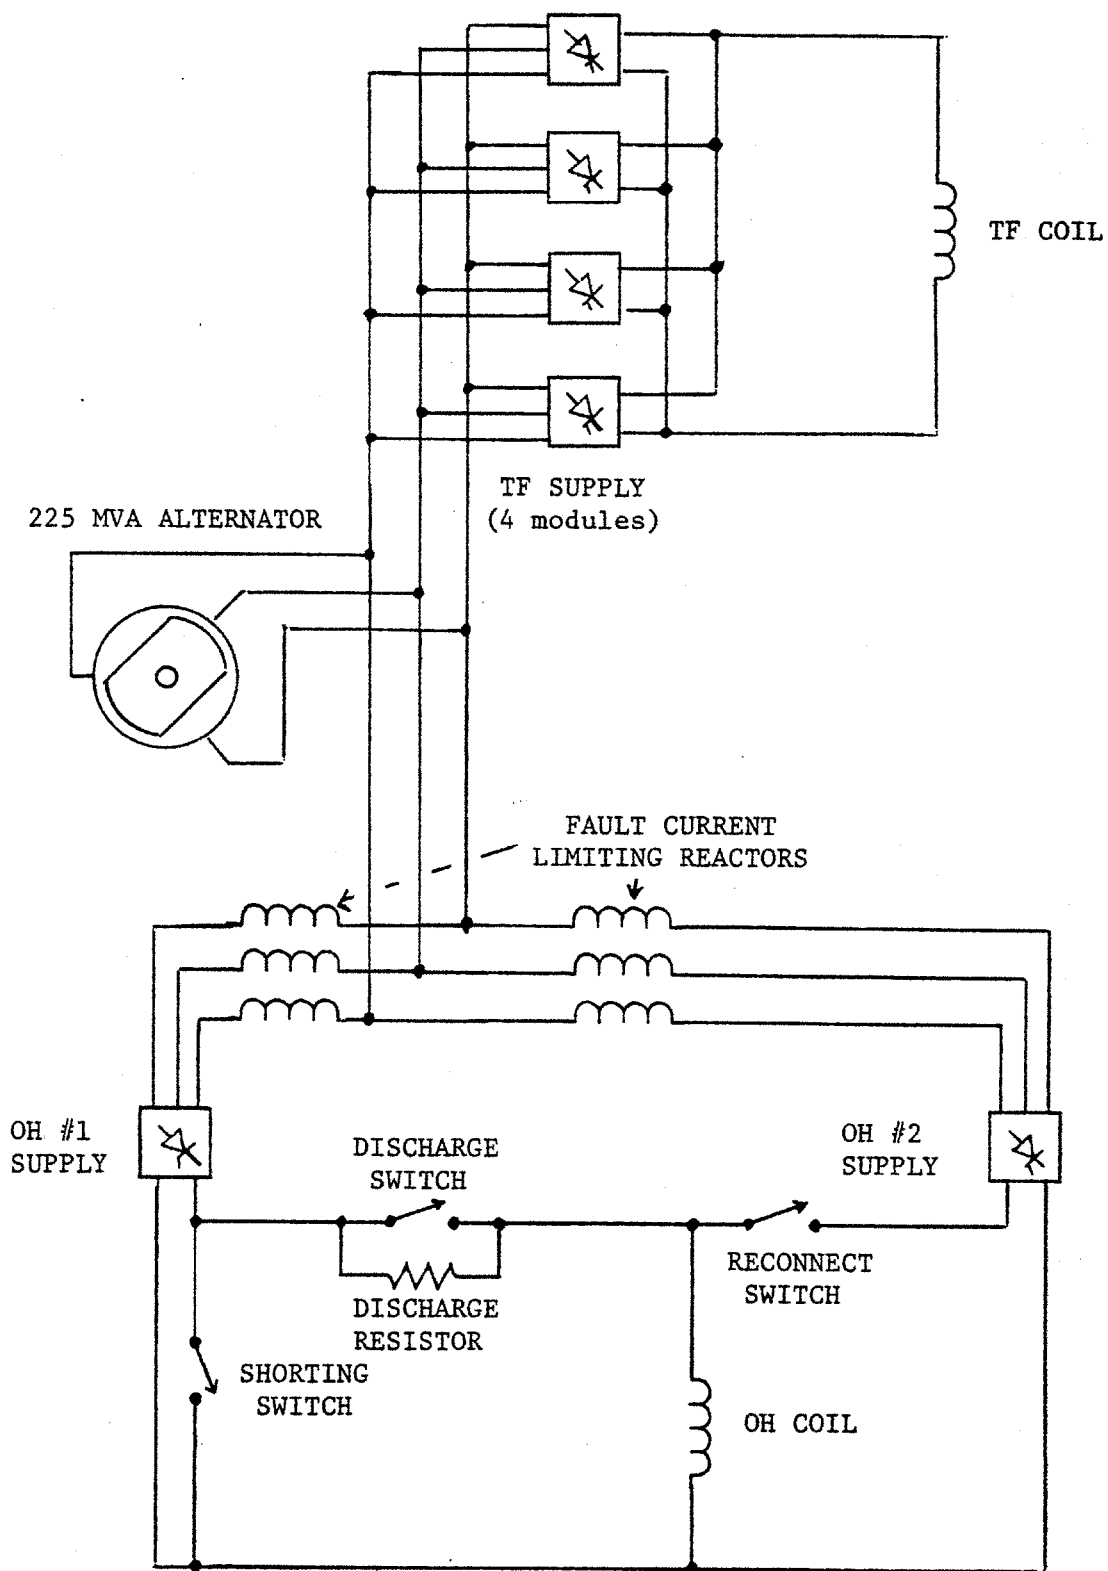 TF COIL
TF SUPPLY
(4 modules)
225 MVA ALTERNATOR
FAULT CURRENT
LIMITING REACTORS
OH #1
SUPPLY
DISCHARGE
SWITCH
OH #2
SUPPLY
RECONNECT
SWITCH
DISCHARGE
RESISTOR
SHORTING
SWITCH
OH COIL